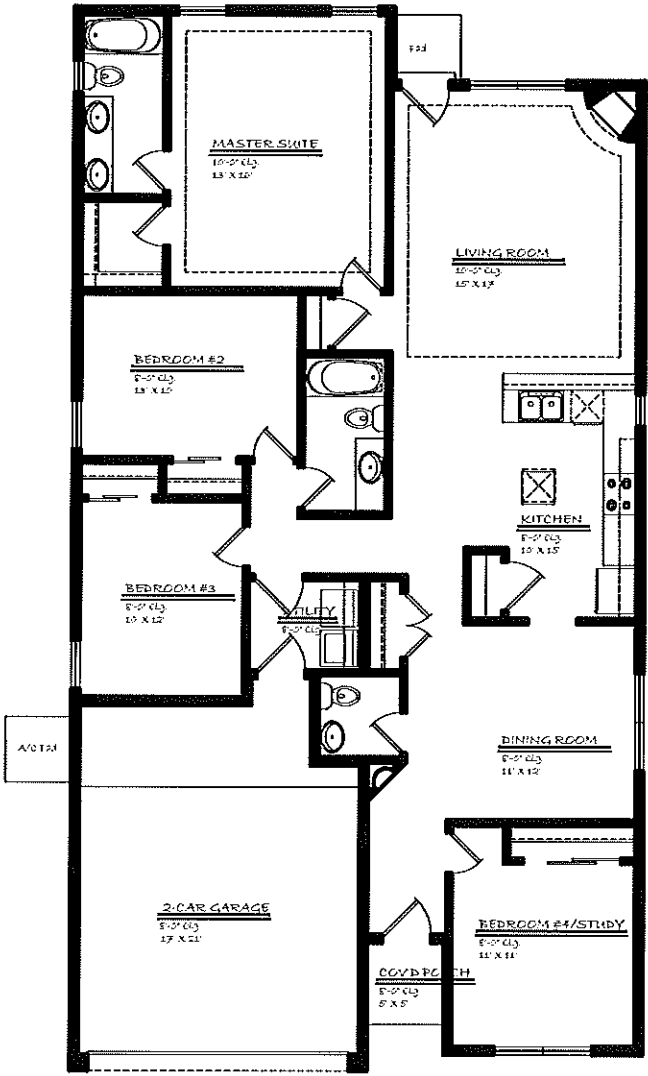 Pad
MASTER SUITE
10'-0" Clg.
LIVING ROOM
10'-0" Clg.
15' X 17'
BEDROOM #2
8'-0" Clg.
13' X 10'
KITCHEN
8'-0" Clg.
10' X 15'
BEDROOM #3
8'-0" Clg.
10' X 12'
UTILITY
8'-0" Clg.
A/C Pad
DINING ROOM
8'-0" Clg.
11' X 12'
2-CAR GARAGE
8'-0" Clg.
17' X 21'
BEDROOM #4/STUDY
8'-0" Clg.
11' X 11'
COV'D PORCH
8'-0" Clg.
5' X 5'